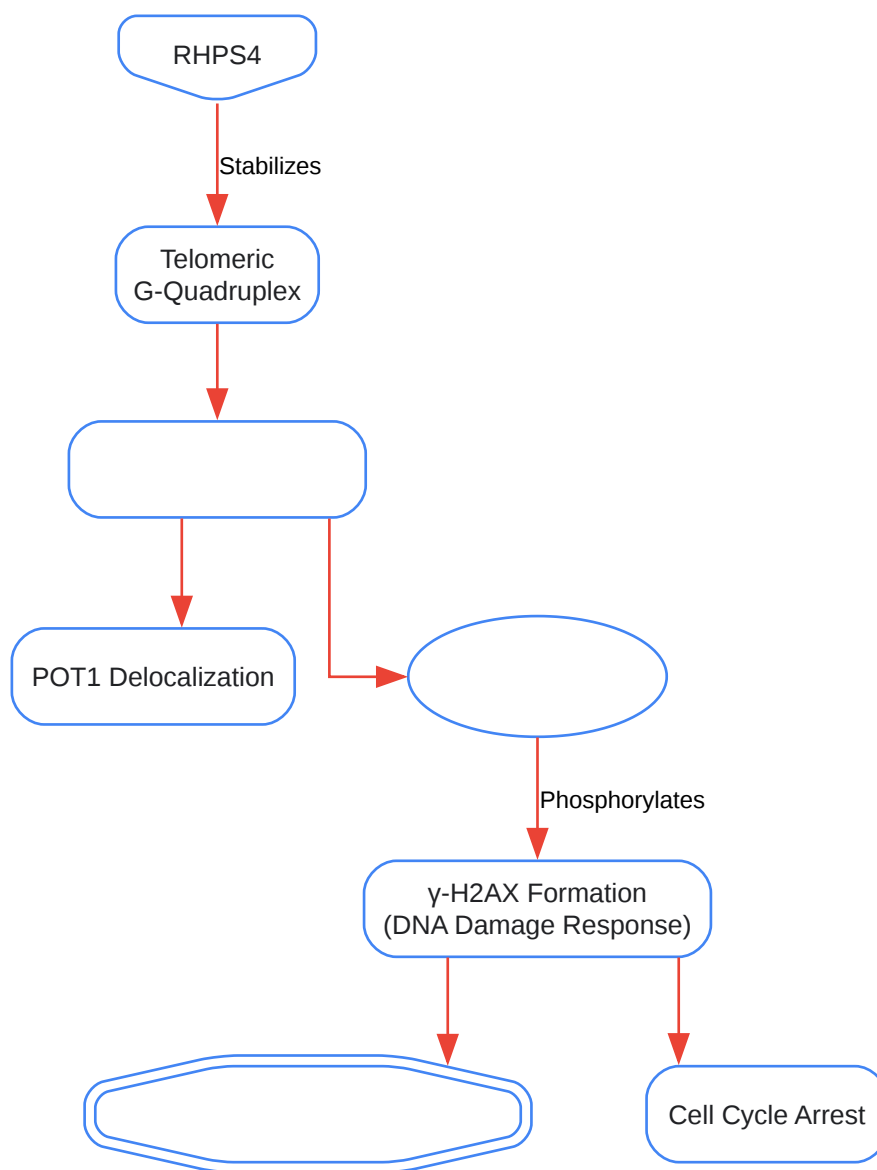 RHPS4
Stabilizes
Telomeric
G-Quadruplex
POT1 Delocalization
Phosphorylates
γ-H2AX Formation
(DNA Damage Response)
Cell Cycle Arrest